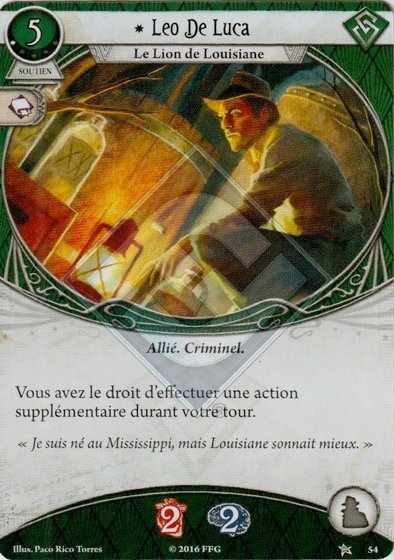 5
SOUTIEN
Leo De Luca
Le Lion de Louisiane
XX
Allié. Criminel.
Vous avez le droit d'effectuer une action
supplémentaire durant votre tour.
« Je suis né au Mississippi, mais Louisiane sonnait mieux. »
2 2
Illus. Paco Rico Torres © 2016 FFG 54